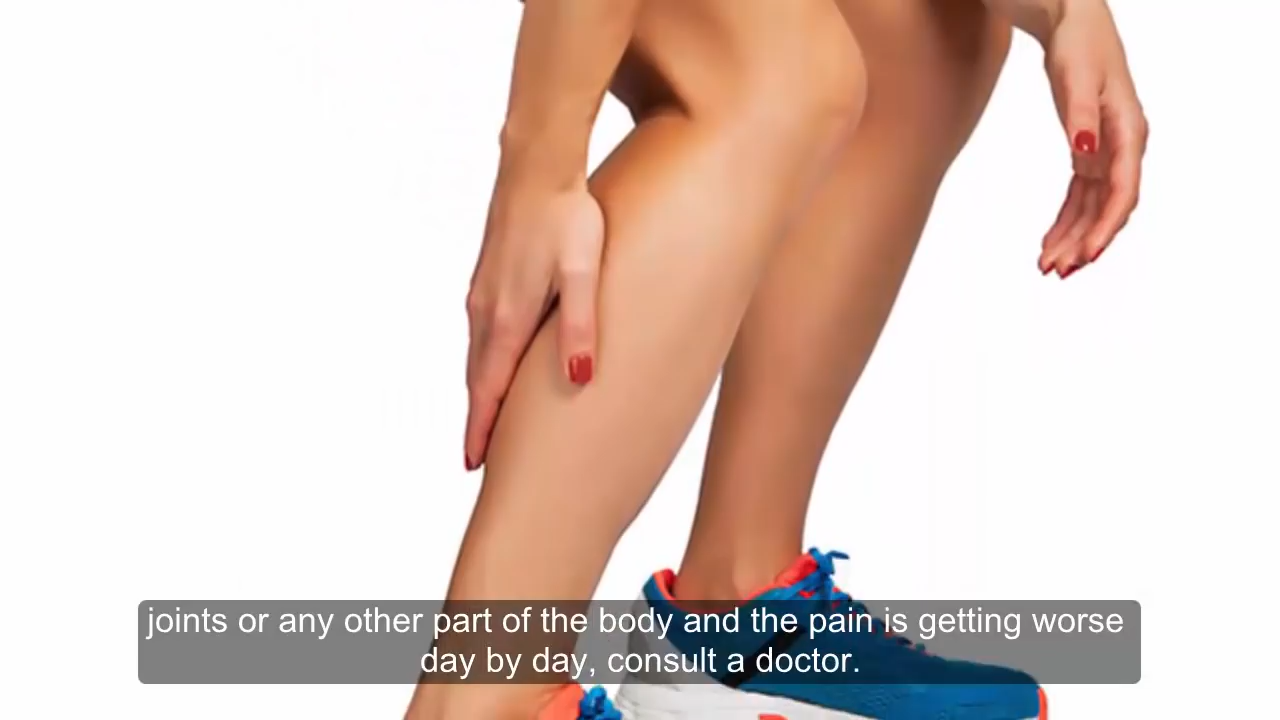 joints or any other part of the body and the pain is getting worse
day by day, consult a doctor.